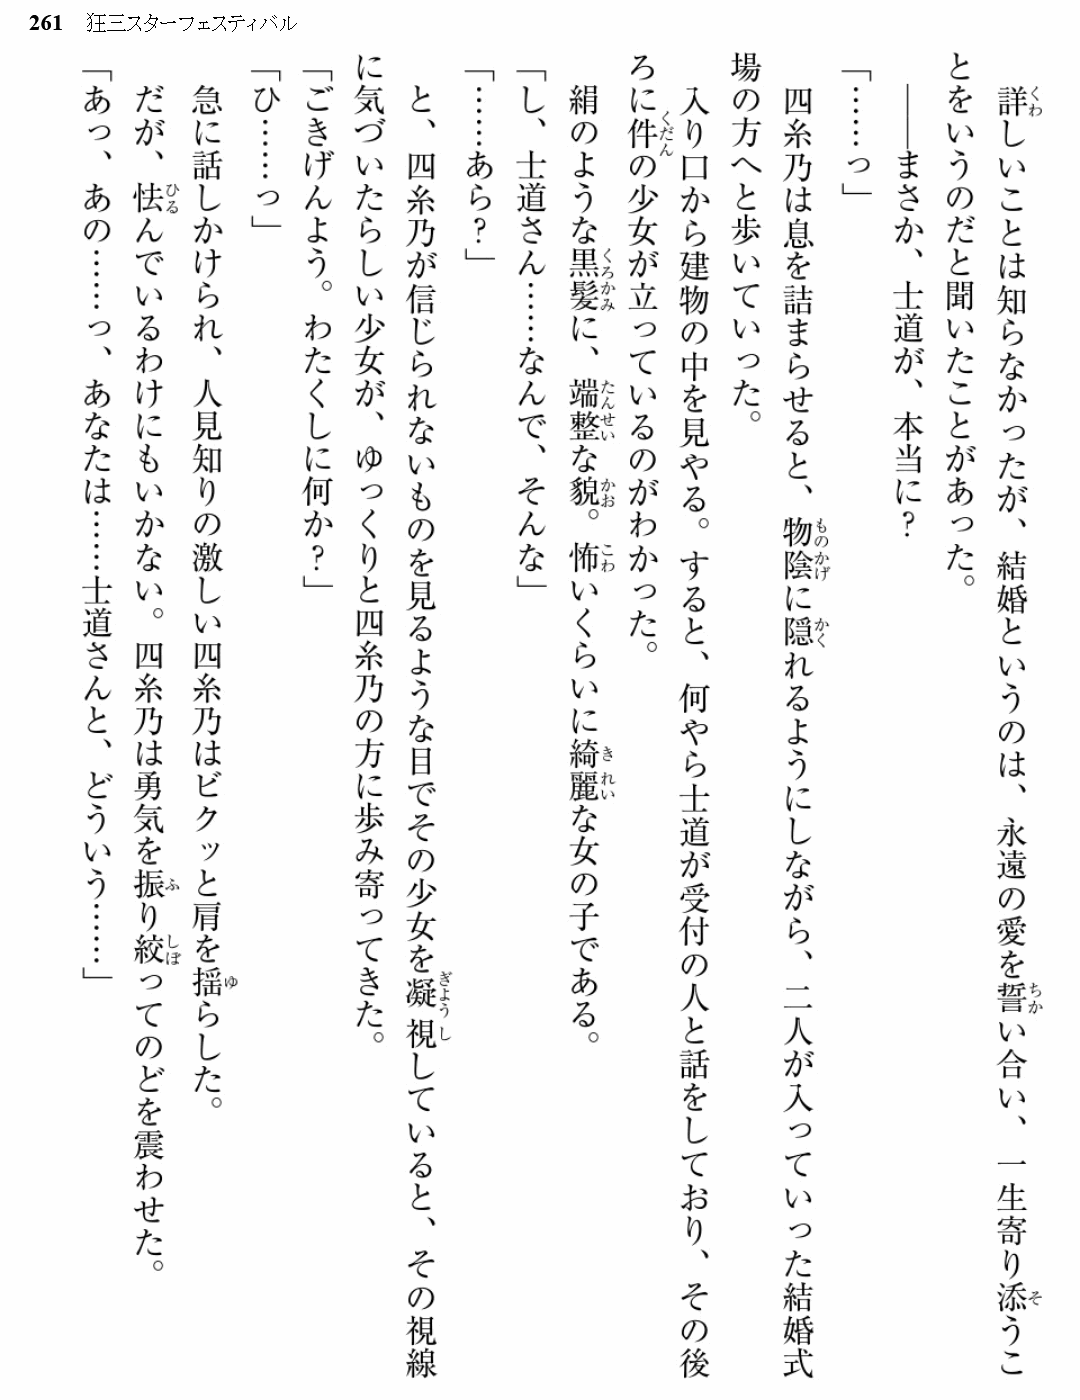 261 狂三スターフェスティバル
詳しいことは知らなかったが、結婚というのは、永遠の愛を誓い合い、一生寄り添うこ
とをいうのだと聞いたことがあった。
――まさか、士道が、本当に？
「……っ」
四糸乃は息を詰まらせると、物陰に隠れるようにしながら、二人が入っていった結婚式
場の方へと歩いていった。
入り口から建物の中を見やる。すると、何やら士道が受付の人と話をしており、その後
ろに件の少女が立っているのがわかった。
絹のような黒髪に、端整な貌。怖いくらいに綺麗な女の子である。
「し、士道さん……なんで、そんな」
「……あら？」
と、四糸乃が信じられないものを見るような目でその少女を凝視していると、その視線
に気づいたらしい少女が、ゆっくりと四糸乃の方に歩み寄ってきた。
「ごきげんよう。わたくしに何か？」
「ひ……っ」
急に話しかけられ、人見知りの激しい四糸乃はビクッと肩を揺らした。
だが、怯んでいるわけにもいかない。四糸乃は勇気を振り絞ってのどを震わせた。
「あっ、あの……っ、あなたは……士道さんと、どういう……」